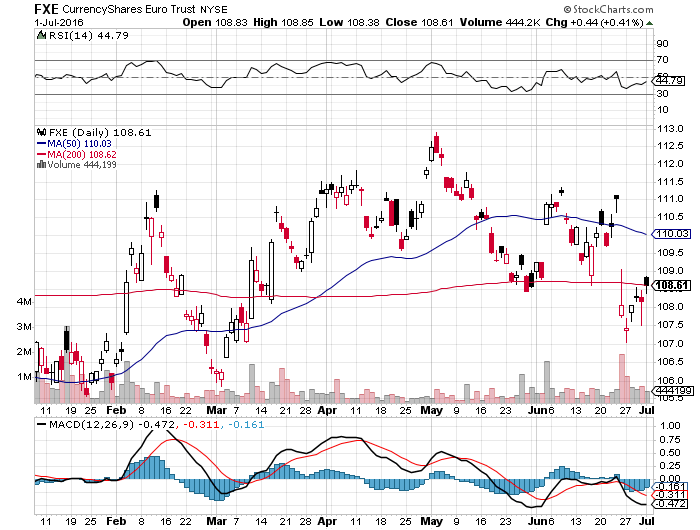 FXE CurrencyShares Euro Trust NYSE © StockCharts.com
1-Jul-2016 Open 108.83 High 108.85 Low 108.38 Close 108.61 Volume 444.2K Chg +0.44 (+0.41%)
RSI(14) 44.79
90
70
50
44.79
30
10
FXE (Daily) 108.61
MA(50) 110.03
MA(200) 108.62
Volume 444,199
113.0
112.5
112.0
111.5
111.0
110.5
110.03
109.5
109.0
108.61
108.0
107.5
107.0
106.5
106.0
105.5
4M
3M
2M
1M
444199
11 19 25 Feb 8 16 22 Mar 7 14 21 28 Apr 11 18 25 May 9 16 23 Jun 6 13 20 27 Jul
MACD(12,26,9) -0.472, -0.311, -0.161
1.00
0.75
0.50
0.25
0.00
-0.161
-0.311
-0.472
11 19 25 Feb 8 16 22 Mar 7 14 21 28 Apr 11 18 25 May 9 16 23 Jun 6 13 20 27 Jul